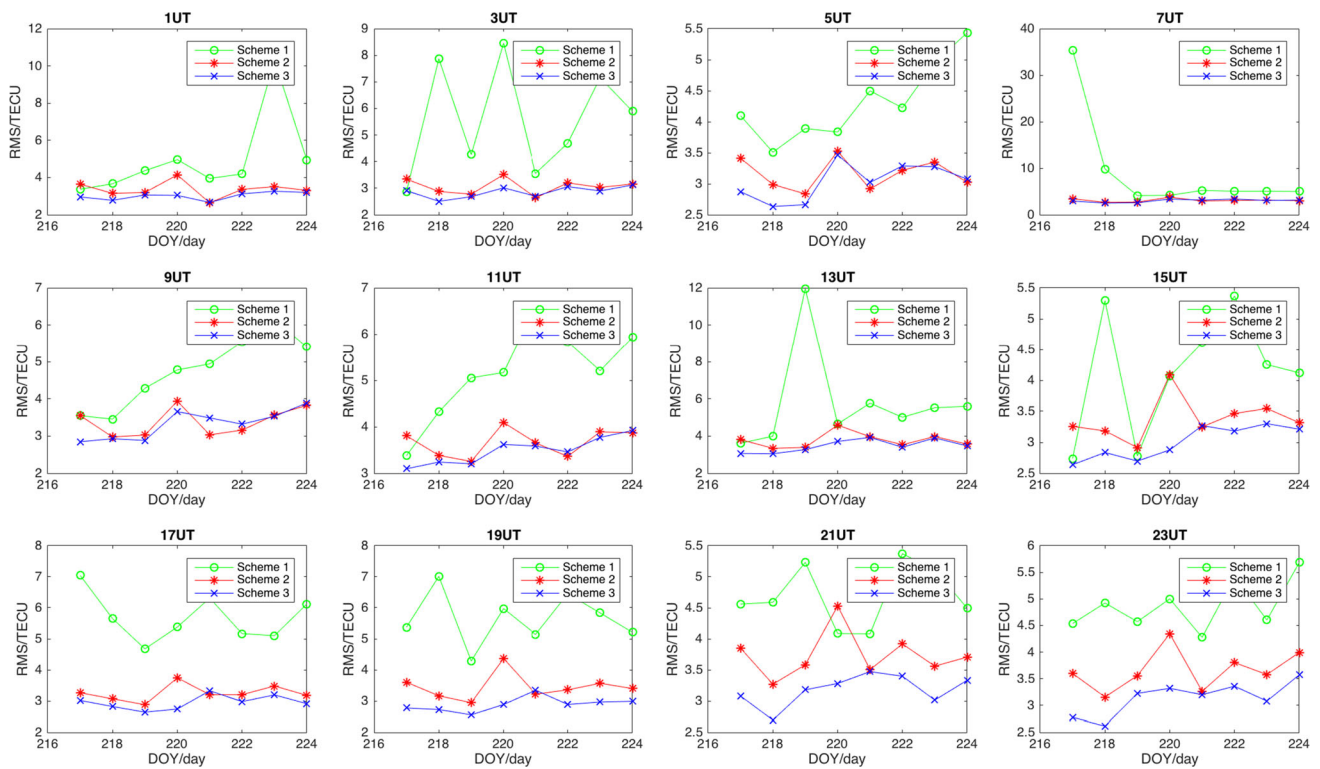 1UT
12
10
8
6
4
2
RMS/TECU
216 218 220 222 224
DOY/day
Scheme 1
Scheme 2
Scheme 3
3UT
9
8
7
6
5
4
3
2
RMS/TECU
216 218 220 222 224
DOY/day
Scheme 1
Scheme 2
Scheme 3
5UT
5.5
5
4.5
4
3.5
3
2.5
RMS/TECU
216 218 220 222 224
DOY/day
Scheme 1
Scheme 2
Scheme 3
7UT
40
30
20
10
0
RMS/TECU
216 218 220 222 224
DOY/day
Scheme 1
Scheme 2
Scheme 3
9UT
7
6
5
4
3
2
RMS/TECU
216 218 220 222 224
DOY/day
Scheme 1
Scheme 2
Scheme 3
11UT
7
6
5
4
3
RMS/TECU
216 218 220 222 224
DOY/day
Scheme 1
Scheme 2
Scheme 3
13UT
12
10
8
6
4
2
RMS/TECU
216 218 220 222 224
DOY/day
Scheme 1
Scheme 2
Scheme 3
15UT
5.5
5
4.5
4
3.5
3
2.5
RMS/TECU
216 218 220 222 224
DOY/day
Scheme 1
Scheme 2
Scheme 3
17UT
8
7
6
5
4
3
2
RMS/TECU
216 218 220 222 224
DOY/day
Scheme 1
Scheme 2
Scheme 3
19UT
8
7
6
5
4
3
2
RMS/TECU
216 218 220 222 224
DOY/day
Scheme 1
Scheme 2
Scheme 3
21UT
5.5
5
4.5
4
3.5
3
2.5
RMS/TECU
216 218 220 222 224
DOY/day
Scheme 1
Scheme 2
Scheme 3
23UT
6
5.5
5
4.5
4
3.5
3
2.5
RMS/TECU
216 218 220 222 224
DOY/day
Scheme 1
Scheme 2
Scheme 3